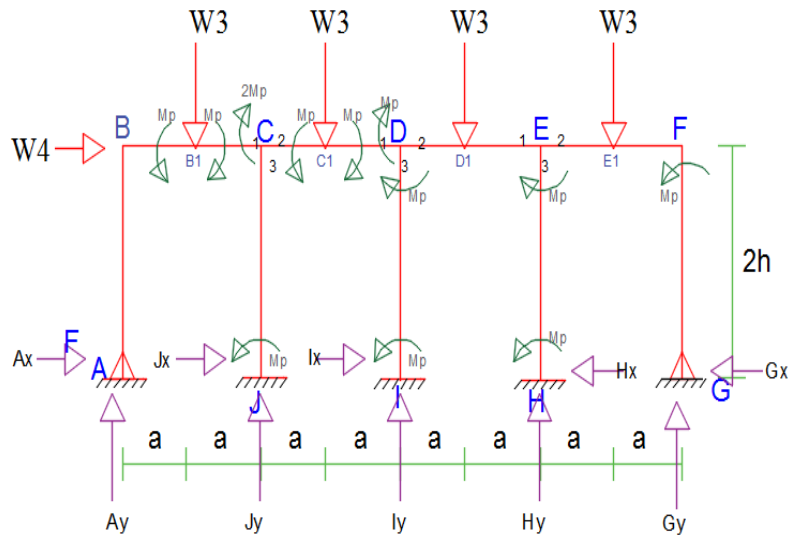 W3 W3 W3 W3
2Mp
Mp Mp Mp Mp Mp
B C D E F
W4
1 2 1 2 1 2
B1 C1 D1 E1
3 3 3
Mp Mp Mp
2h
F
Ax Jx Ix Hx Gx
Mp Mp Mp
A J I H G
a a a a a a a a
Ay Jy Iy Hy Gy